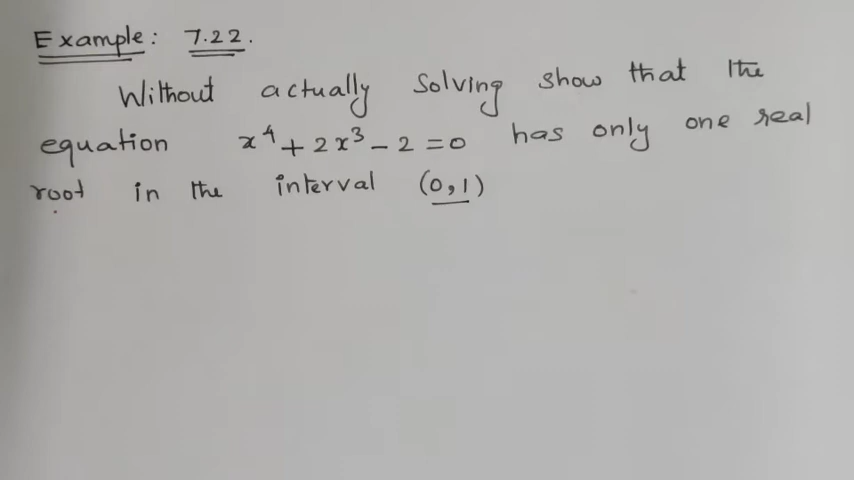 Example: 7.22.
Without actually solving show that the
equation x⁴ + 2x³ - 2 = 0 has only one real
root in the interval (0,1)